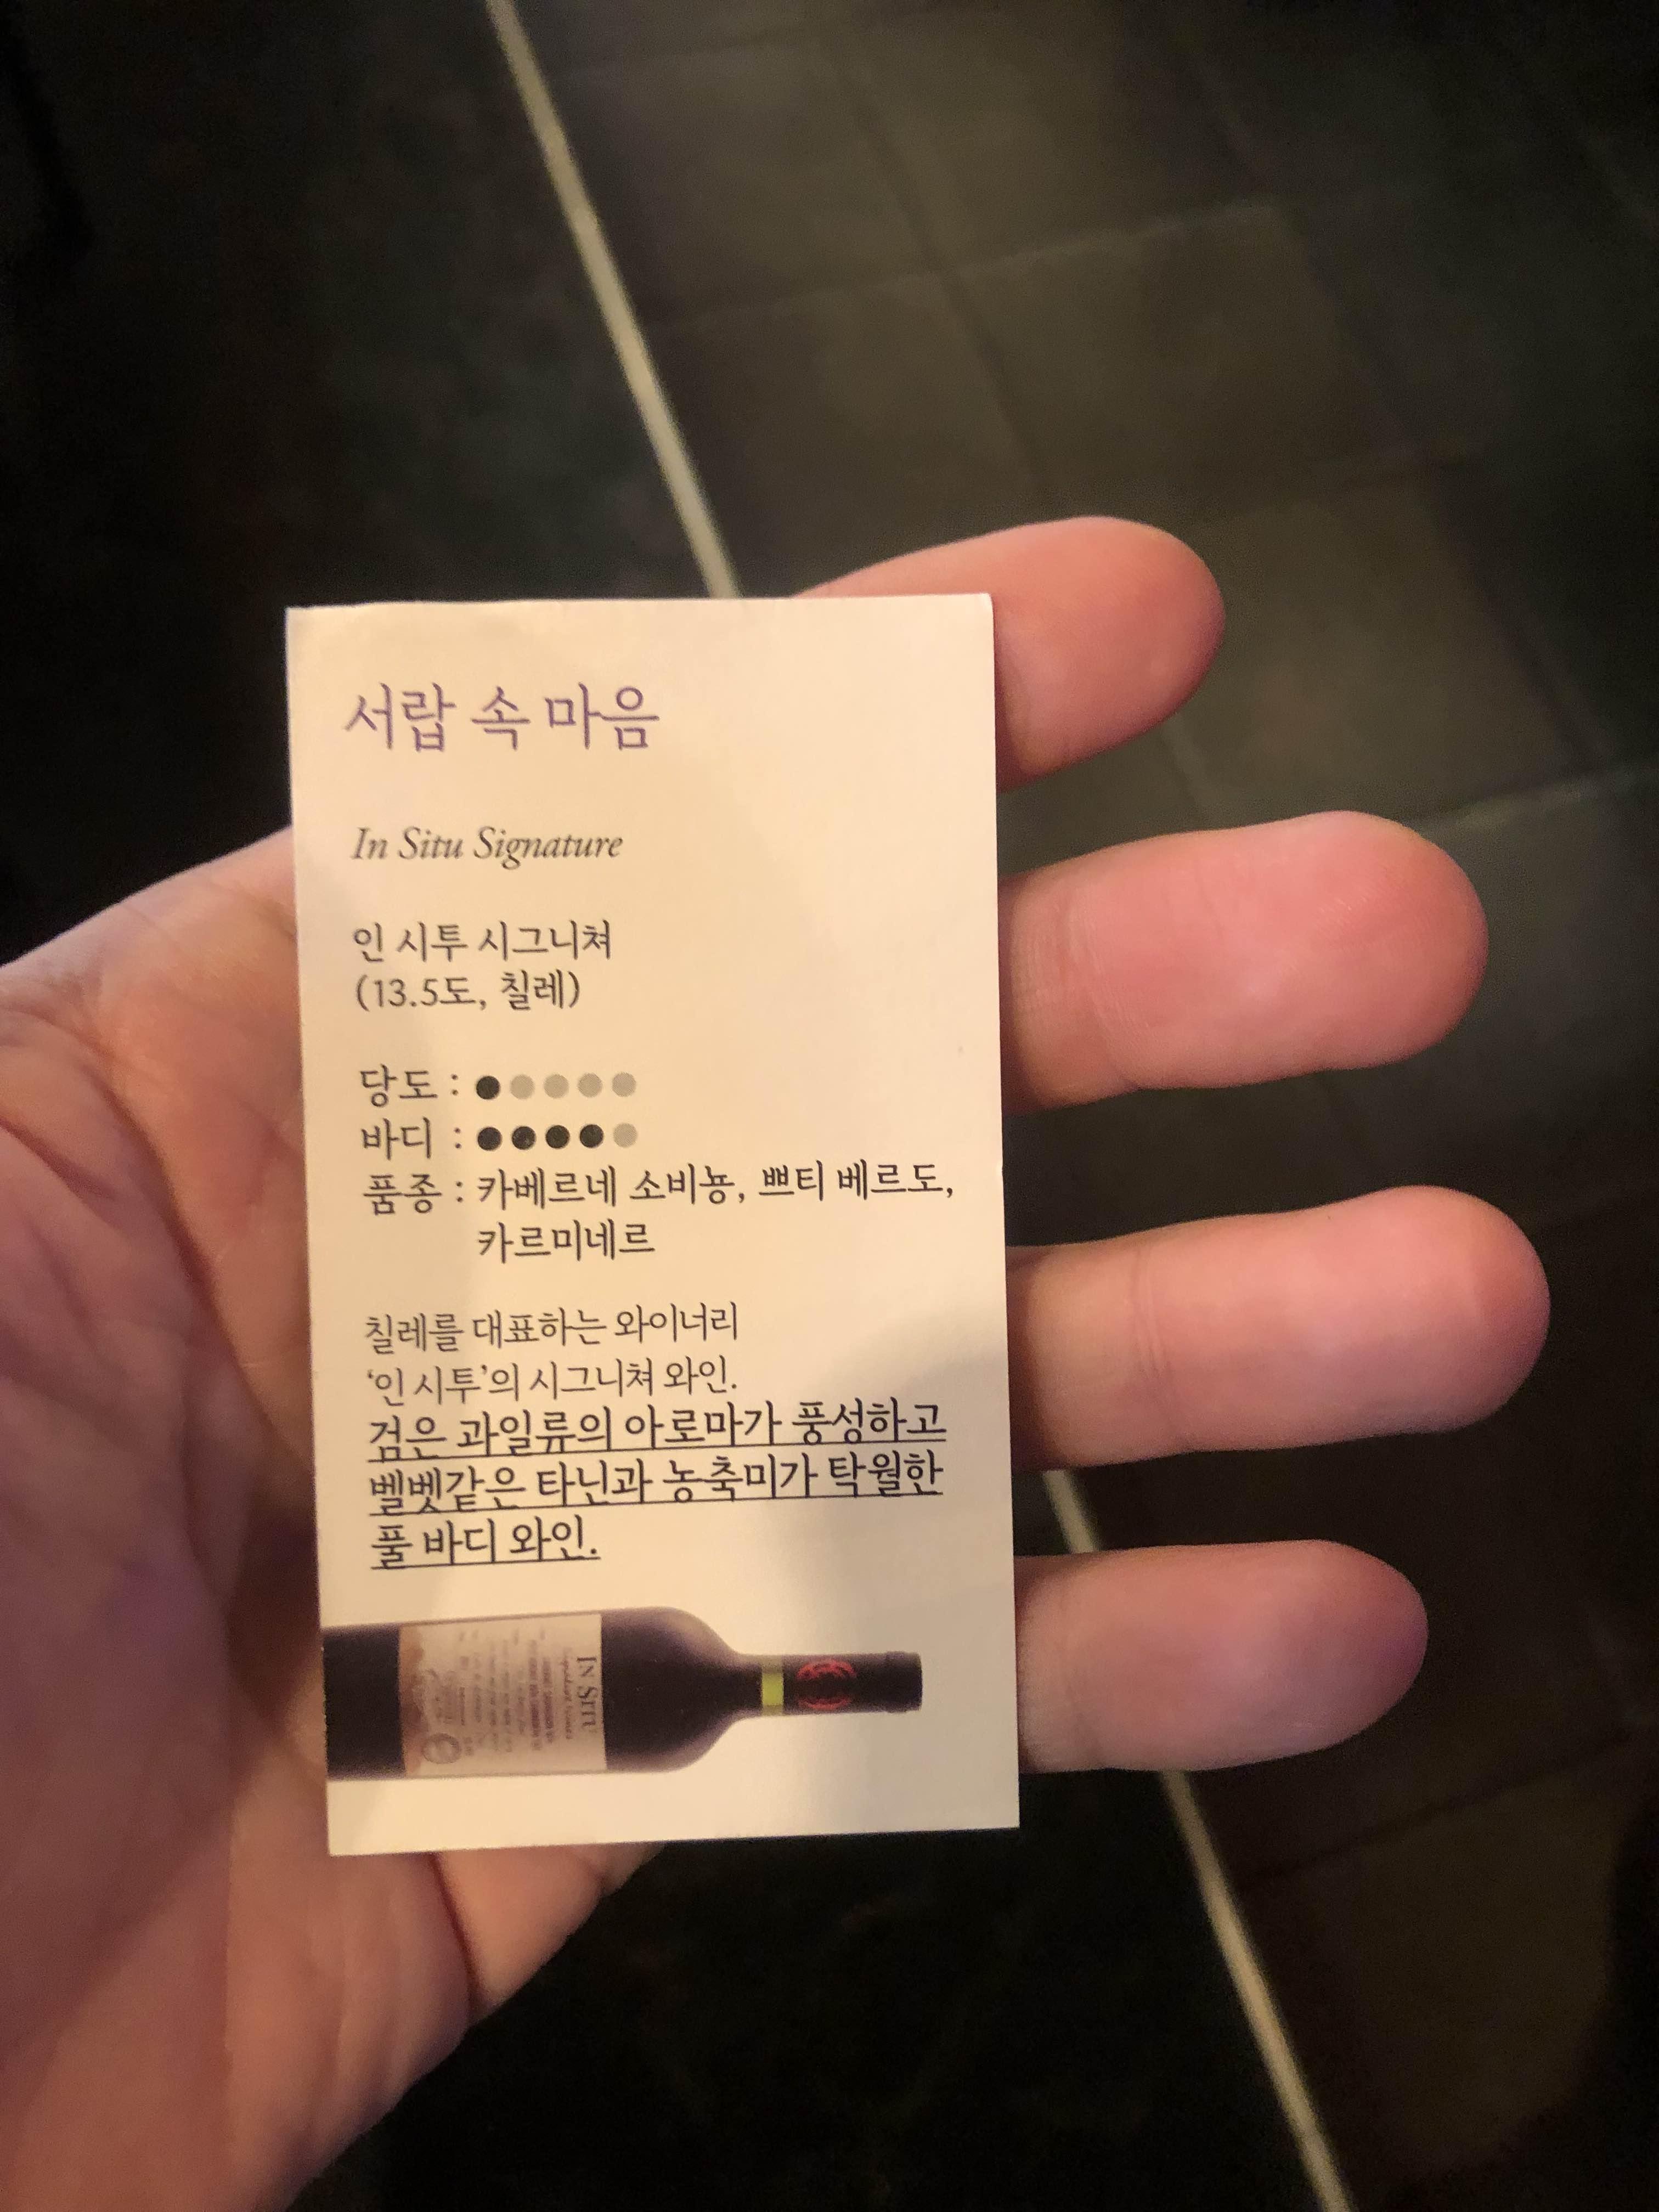 서랍 속 마음
In Situ Signature
인 시투 시그니쳐
(13.5도, 칠레)
당도 : ●●●●●
바디 : ●●●●●
품종 : 카베르네 소비뇽, 쁘티 베르도,
카르미네르
칠레를 대표하는 와이너리
‘인 시투’의 시그니쳐 와인.
검은 과일류의 아로마가 풍성하고
벨벳같은 타닌과 농축미가 탁월한
풀 바디 와인.
IN SITU